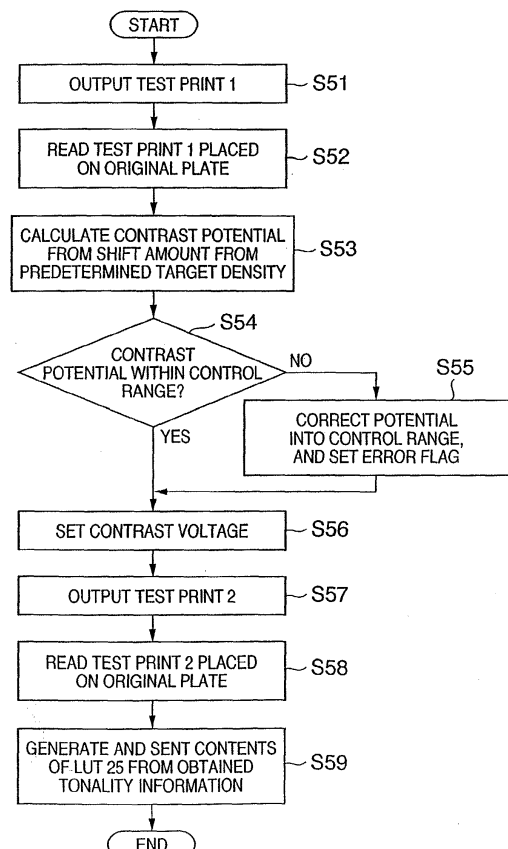 START
OUTPUT TEST PRINT 1
S51
READ TEST PRINT 1 PLACED
ON ORIGINAL PLATE
S52
CALCULATE CONTRAST POTENTIAL
FROM SHIFT AMOUNT FROM
PREDETERMINED TARGET DENSITY
S53
S54
CONTRAST
POTENTIAL WITHIN CONTROL
RANGE?
NO
YES
S55
CORRECT POTENTIAL
INTO CONTROL RANGE,
AND SET ERROR FLAG
SET CONTRAST VOLTAGE
S56
OUTPUT TEST PRINT 2
S57
READ TEST PRINT 2 PLACED
ON ORIGINAL PLATE
S58
GENERATE AND SENT CONTENTS
OF LUT 25 FROM OBTAINED
TONALITY INFORMATION
S59
END